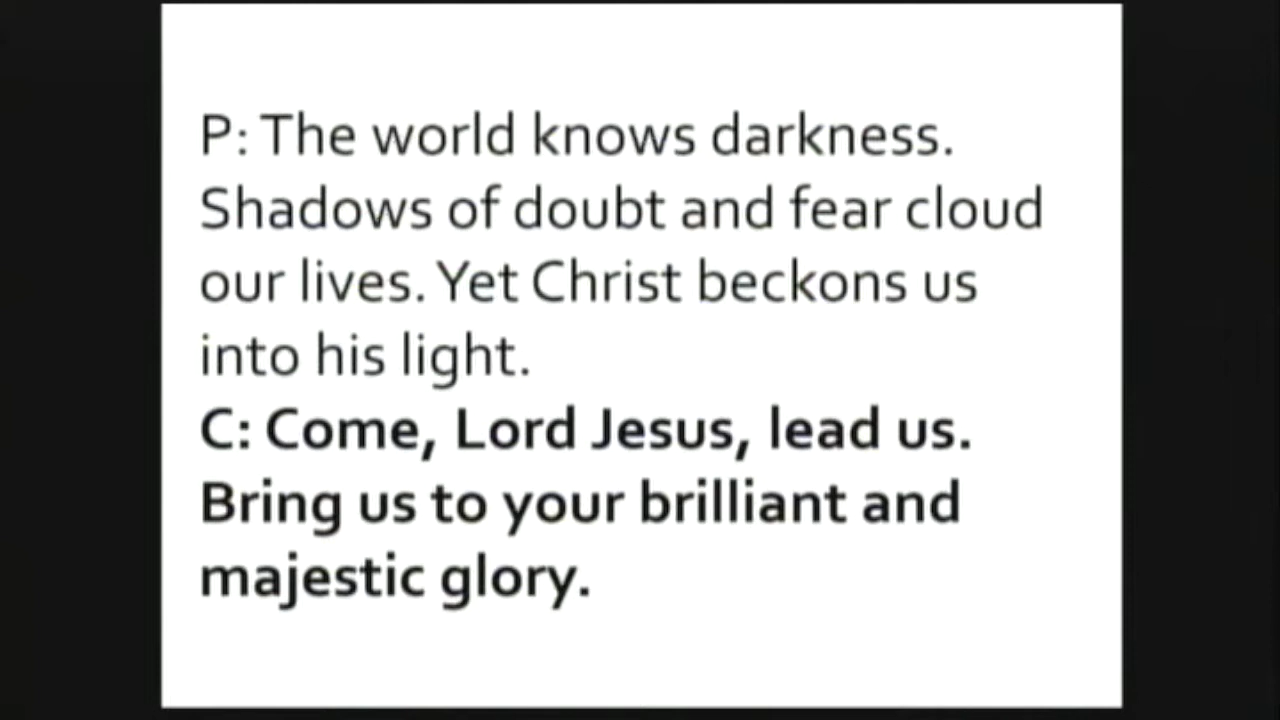 P: The world knows darkness.
Shadows of doubt and fear cloud
our lives. Yet Christ beckons us
into his light.
C: Come, Lord Jesus, lead us.
Bring us to your brilliant and
majestic glory.